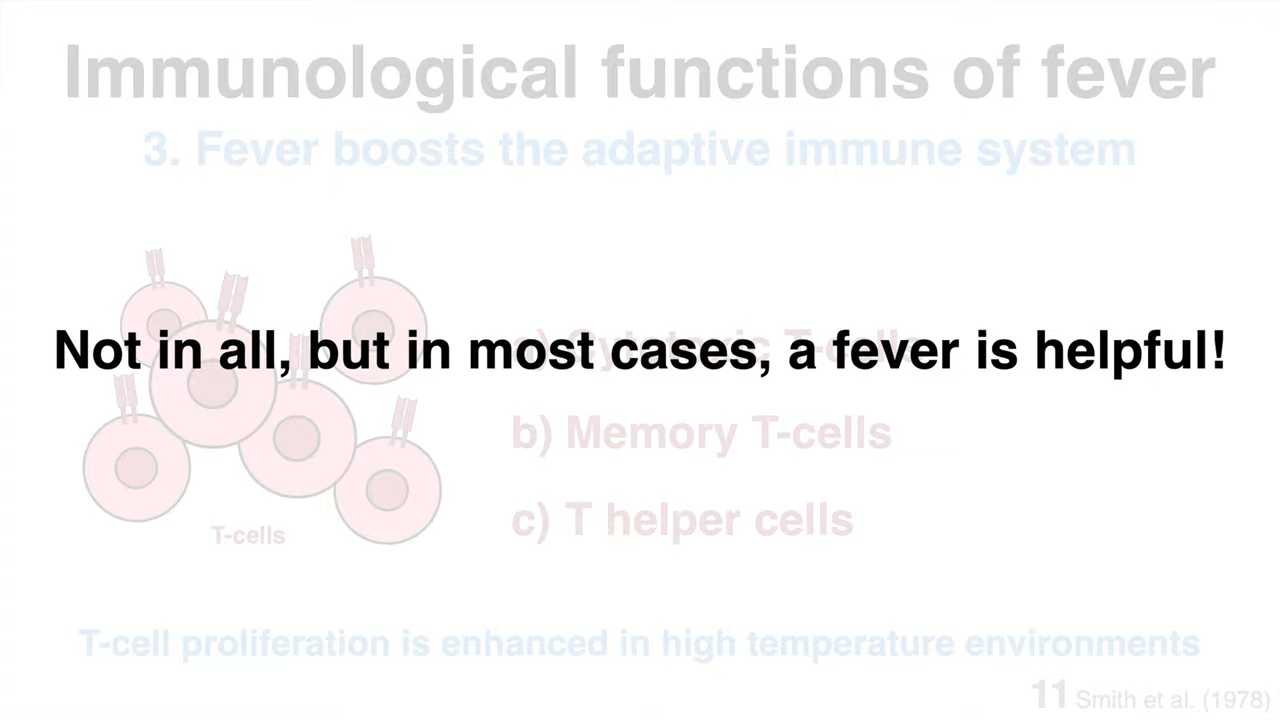 Immunological functions of fever
3. Fever boosts the adaptive immune system
Not in all, but in most cases, a fever is helpful!
a) Cytotoxic T-cells
b) Memory T-cells
c) T helper cells
T-cells
T-cell proliferation is enhanced in high temperature environments
11 Smith et al. (1978)